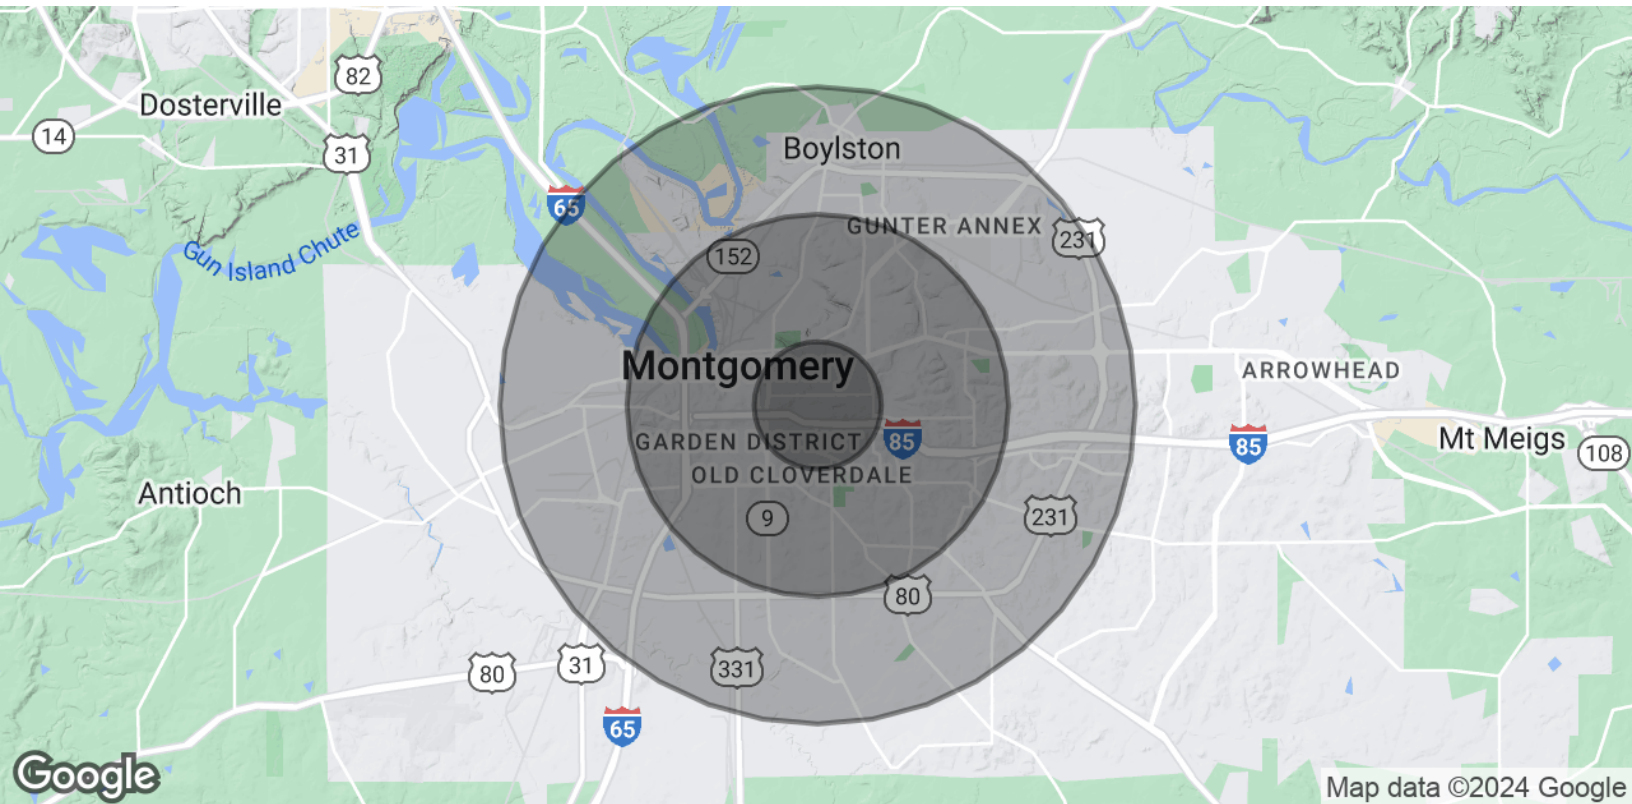 82
Dosterville
14
31
Boylston
65
GUNTER ANNEX
231
152
Gun Island Chute
Montgomery
ARROWHEAD
GARDEN DISTRICT
85
85
Mt Meigs
108
OLD CLOVERDALE
Antioch
9
231
80
80
31
331
65
Google
Map data ©2024 Google